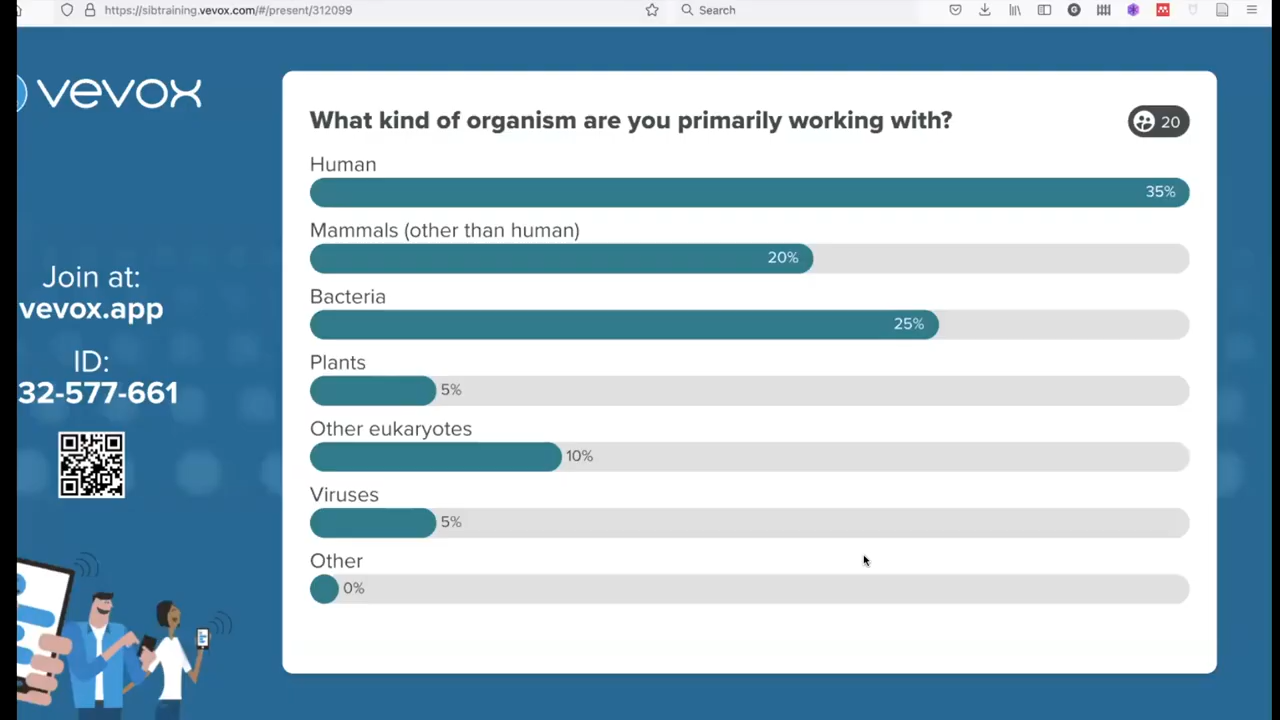 https://sibtraining.vevox.com/#/present/312099
Search
vevox
What kind of organism are you primarily working with?
20
Human
35%
Mammals (other than human)
20%
Bacteria
25%
Plants
5%
Other eukaryotes
10%
Viruses
5%
Other
0%
Join at:
vevox.app
ID:
32-577-661